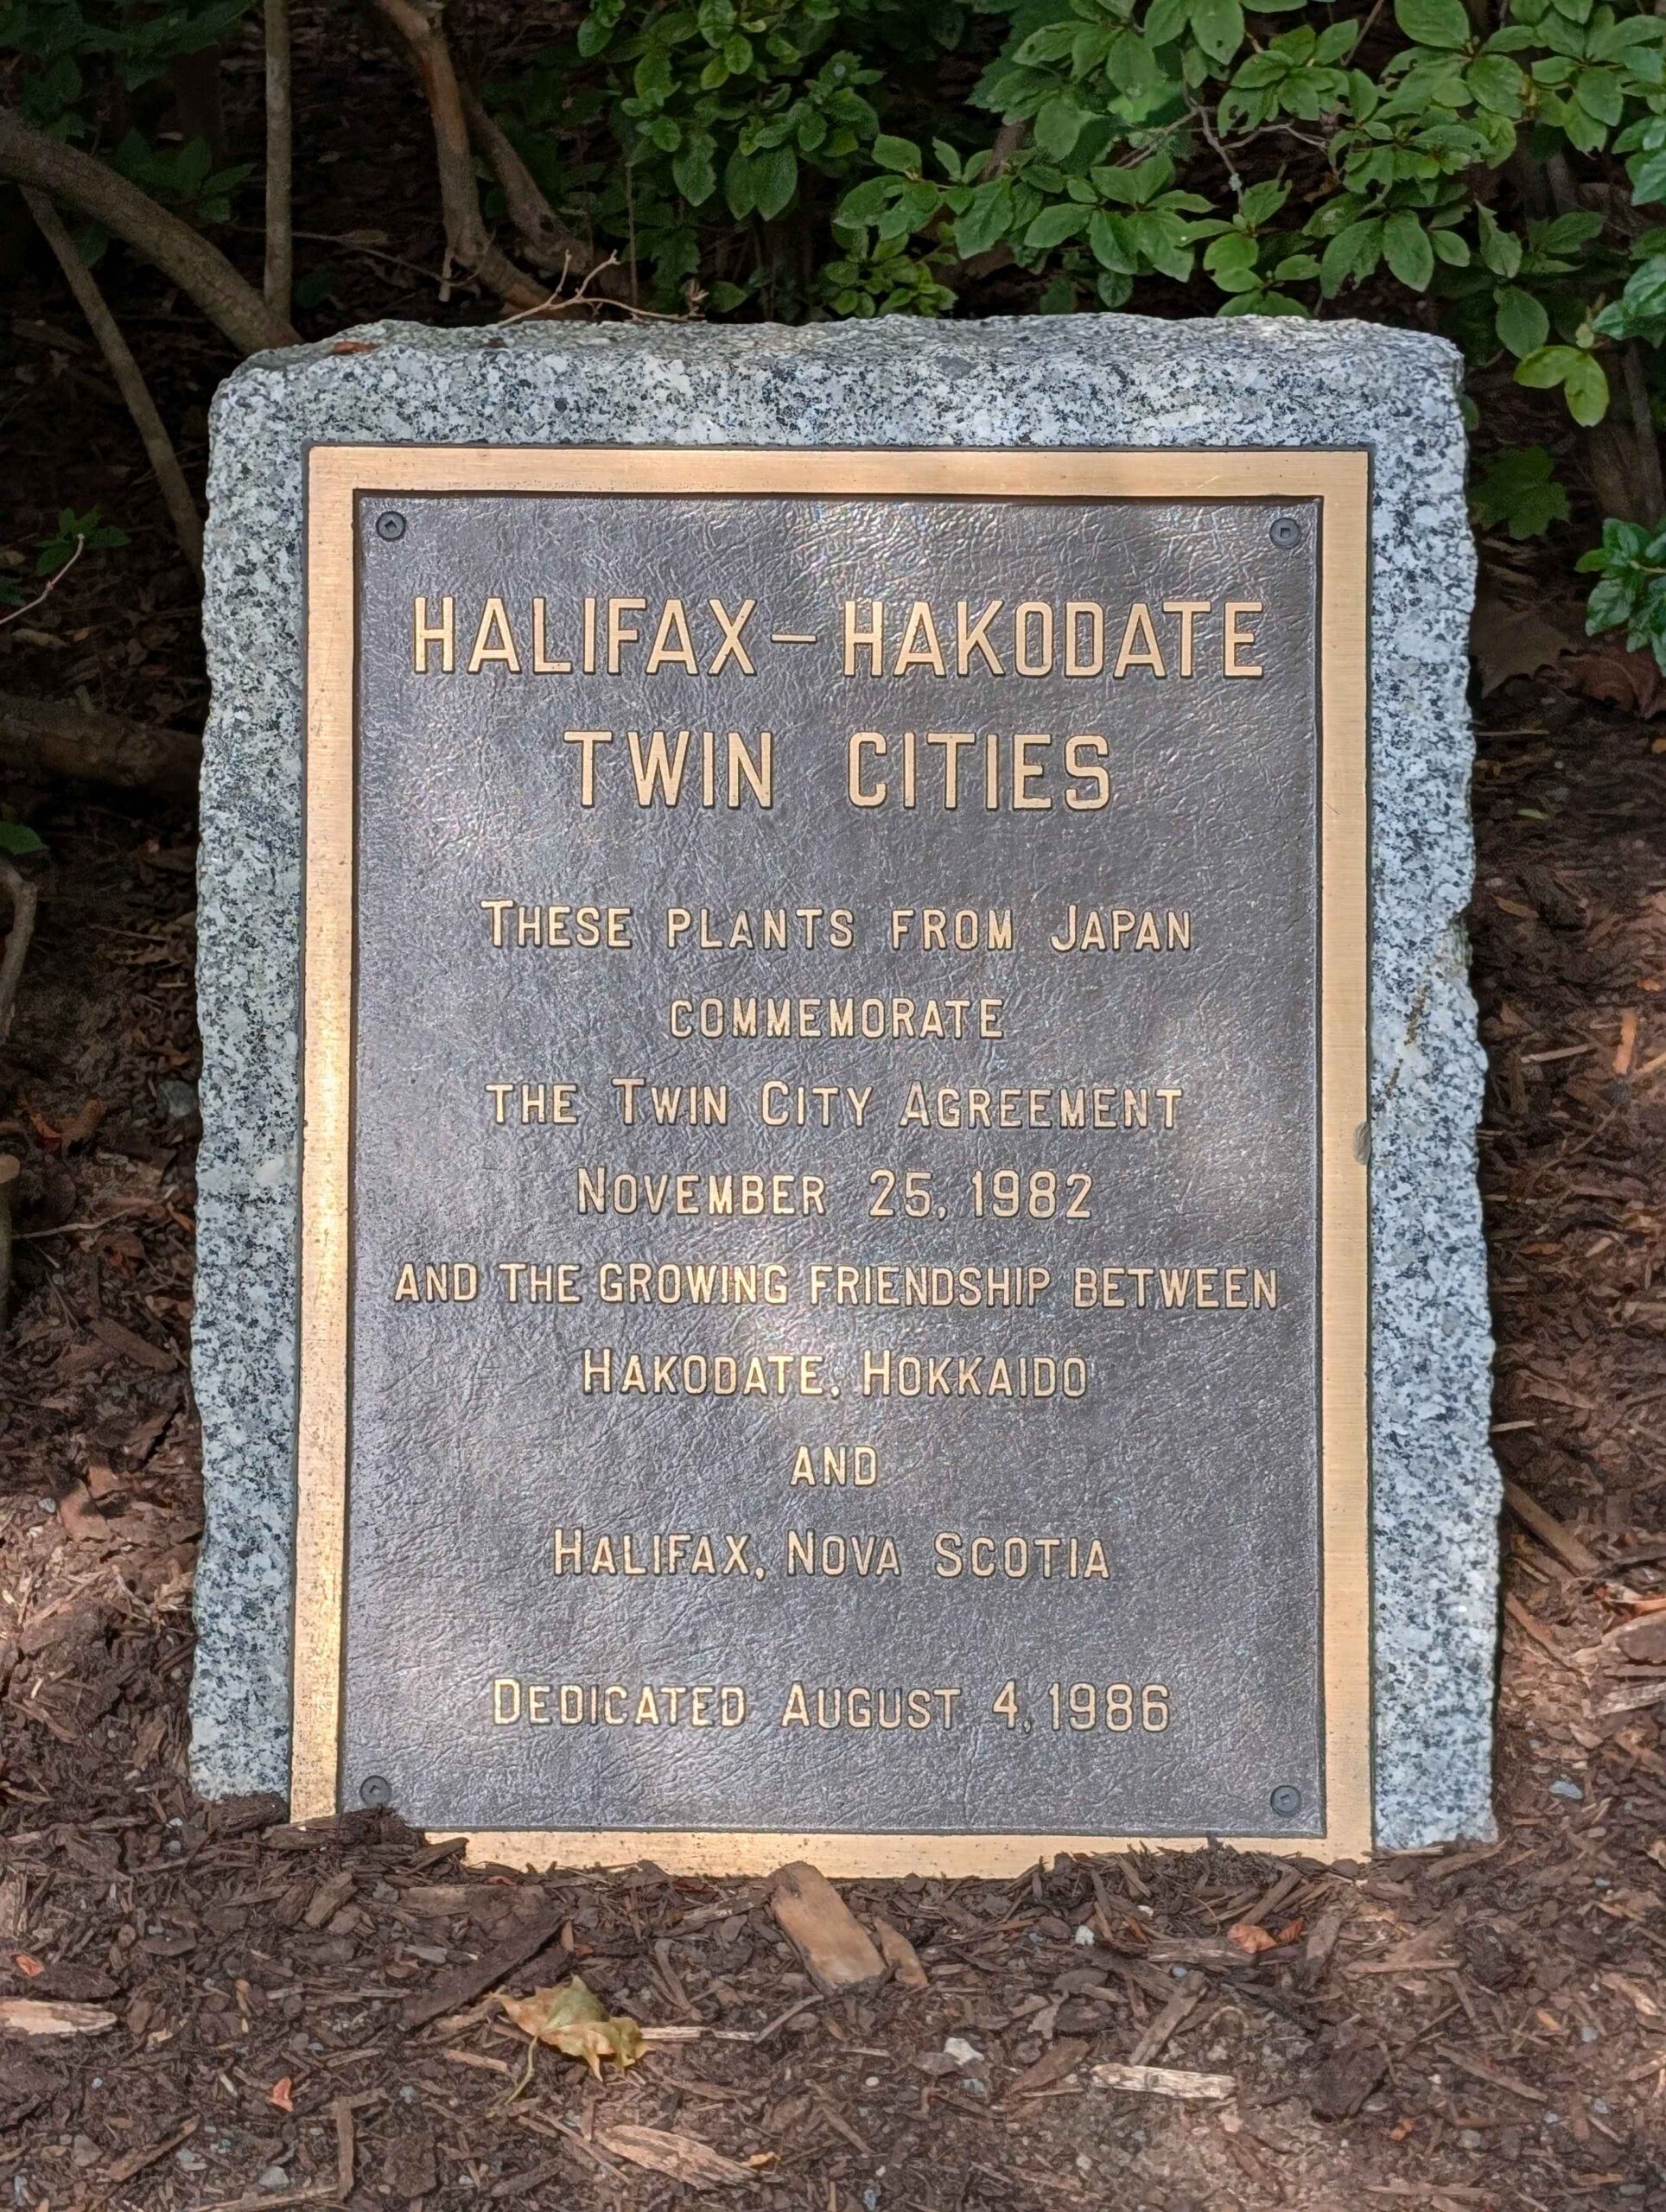 HALIFAX – HAKODATE
TWIN CITIES
THESE PLANTS FROM JAPAN
COMMEMORATE
THE TWIN CITY AGREEMENT
NOVEMBER 25, 1982
AND THE GROWING FRIENDSHIP BETWEEN
HAKODATE, HOKKAIDO
AND
HALIFAX, NOVA SCOTIA
DEDICATED AUGUST 4, 1986